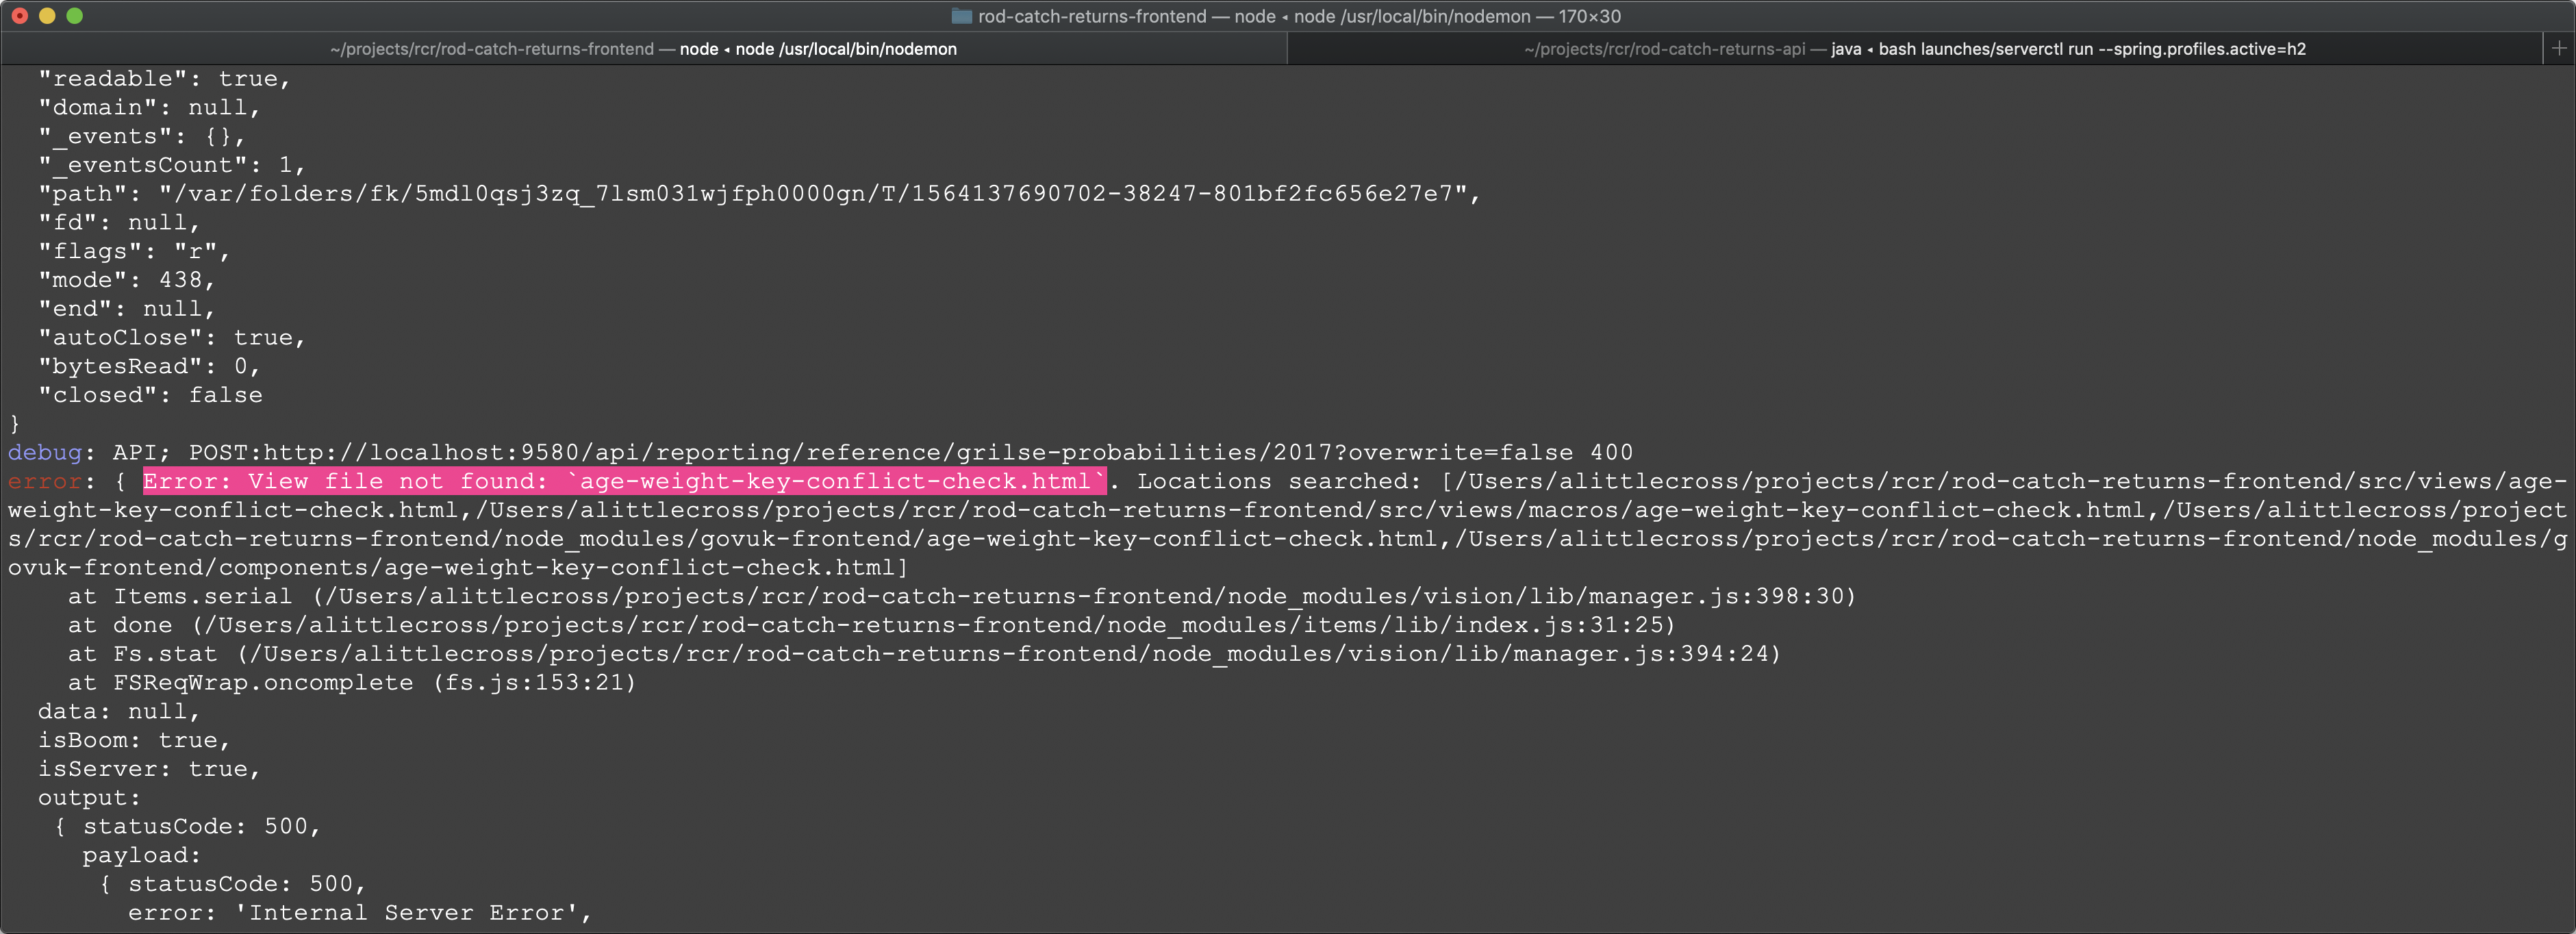 rod-catch-returns-frontend — node ◂ node /usr/local/bin/nodemon — 170×30
~/projects/rcr/rod-catch-returns-frontend — node ◂ node /usr/local/bin/nodemon
~/projects/rcr/rod-catch-returns-api — java ◂ bash launches/serverctl run --spring.profiles.active=h2
"readable": true,
"domain": null,
"_events": {},
"_eventsCount": 1,
"path": "/var/folders/fk/5mdl0qsj3zq_7lsm031wjfph0000gn/T/1564137690702-38247-801bf2fc656e27e7",
"fd": null,
"flags": "r",
"mode": 438,
"end": null,
"autoClose": true,
"bytesRead": 0,
"closed": false
}
debug: API; POST:http://localhost:9580/api/reporting/reference/grilse-probabilities/2017?overwrite=false 400
error: { Error: View file not found: `age-weight-key-conflict-check.html`. Locations searched: [/Users/alittlecross/projects/rcr/rod-catch-returns-frontend/src/views/age-
weight-key-conflict-check.html,/Users/alittlecross/projects/rcr/rod-catch-returns-frontend/src/views/macros/age-weight-key-conflict-check.html,/Users/alittlecross/project
s/rcr/rod-catch-returns-frontend/node_modules/govuk-frontend/age-weight-key-conflict-check.html,/Users/alittlecross/projects/rcr/rod-catch-returns-frontend/node_modules/g
ovuk-frontend/components/age-weight-key-conflict-check.html]
at Items.serial (/Users/alittlecross/projects/rcr/rod-catch-returns-frontend/node_modules/vision/lib/manager.js:398:30)
at done (/Users/alittlecross/projects/rcr/rod-catch-returns-frontend/node_modules/items/lib/index.js:31:25)
at Fs.stat (/Users/alittlecross/projects/rcr/rod-catch-returns-frontend/node_modules/vision/lib/manager.js:394:24)
at FSReqWrap.oncomplete (fs.js:153:21)
data: null,
isBoom: true,
isServer: true,
output:
{ statusCode: 500,
payload:
{ statusCode: 500,
error: 'Internal Server Error',